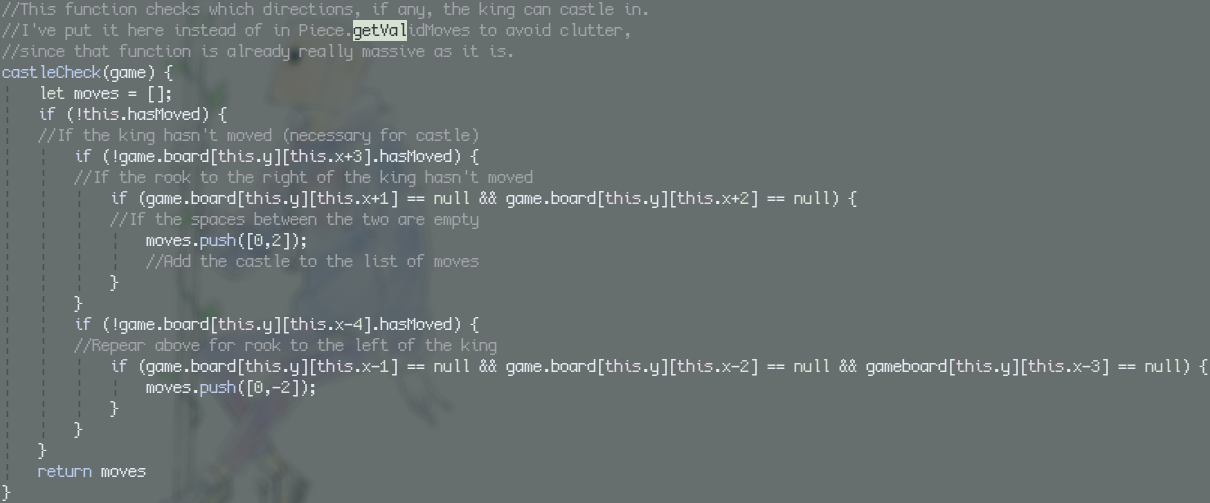 //This function checks which directions, if any, the king can castle in.
//I've put it here instead of in Piece.getValidMoves to avoid clutter,
//since that function is already really massive as it is.
castleCheck(game) {
let moves = [];
if (!this.hasMoved) {
//If the king hasn't moved (necessary for castle)
if (!game.board[this.y][this.x+3].hasMoved) {
//If the rook to the right of the king hasn't moved
if (game.board[this.y][this.x+1] == null && game.board[this.y][this.x+2] == null) {
//If the spaces between the two are empty
moves.push([0,2]);
//Add the castle to the list of moves
}
}
if (!game.board[this.y][this.x-4].hasMoved) {
//Repear above for rook to the left of the king
if (game.board[this.y][this.x-1] == null && game.board[this.y][this.x-2] == null && gameboard[this.y][this.x-3] == null) {
moves.push([0,-2]);
}
}
}
return moves
}